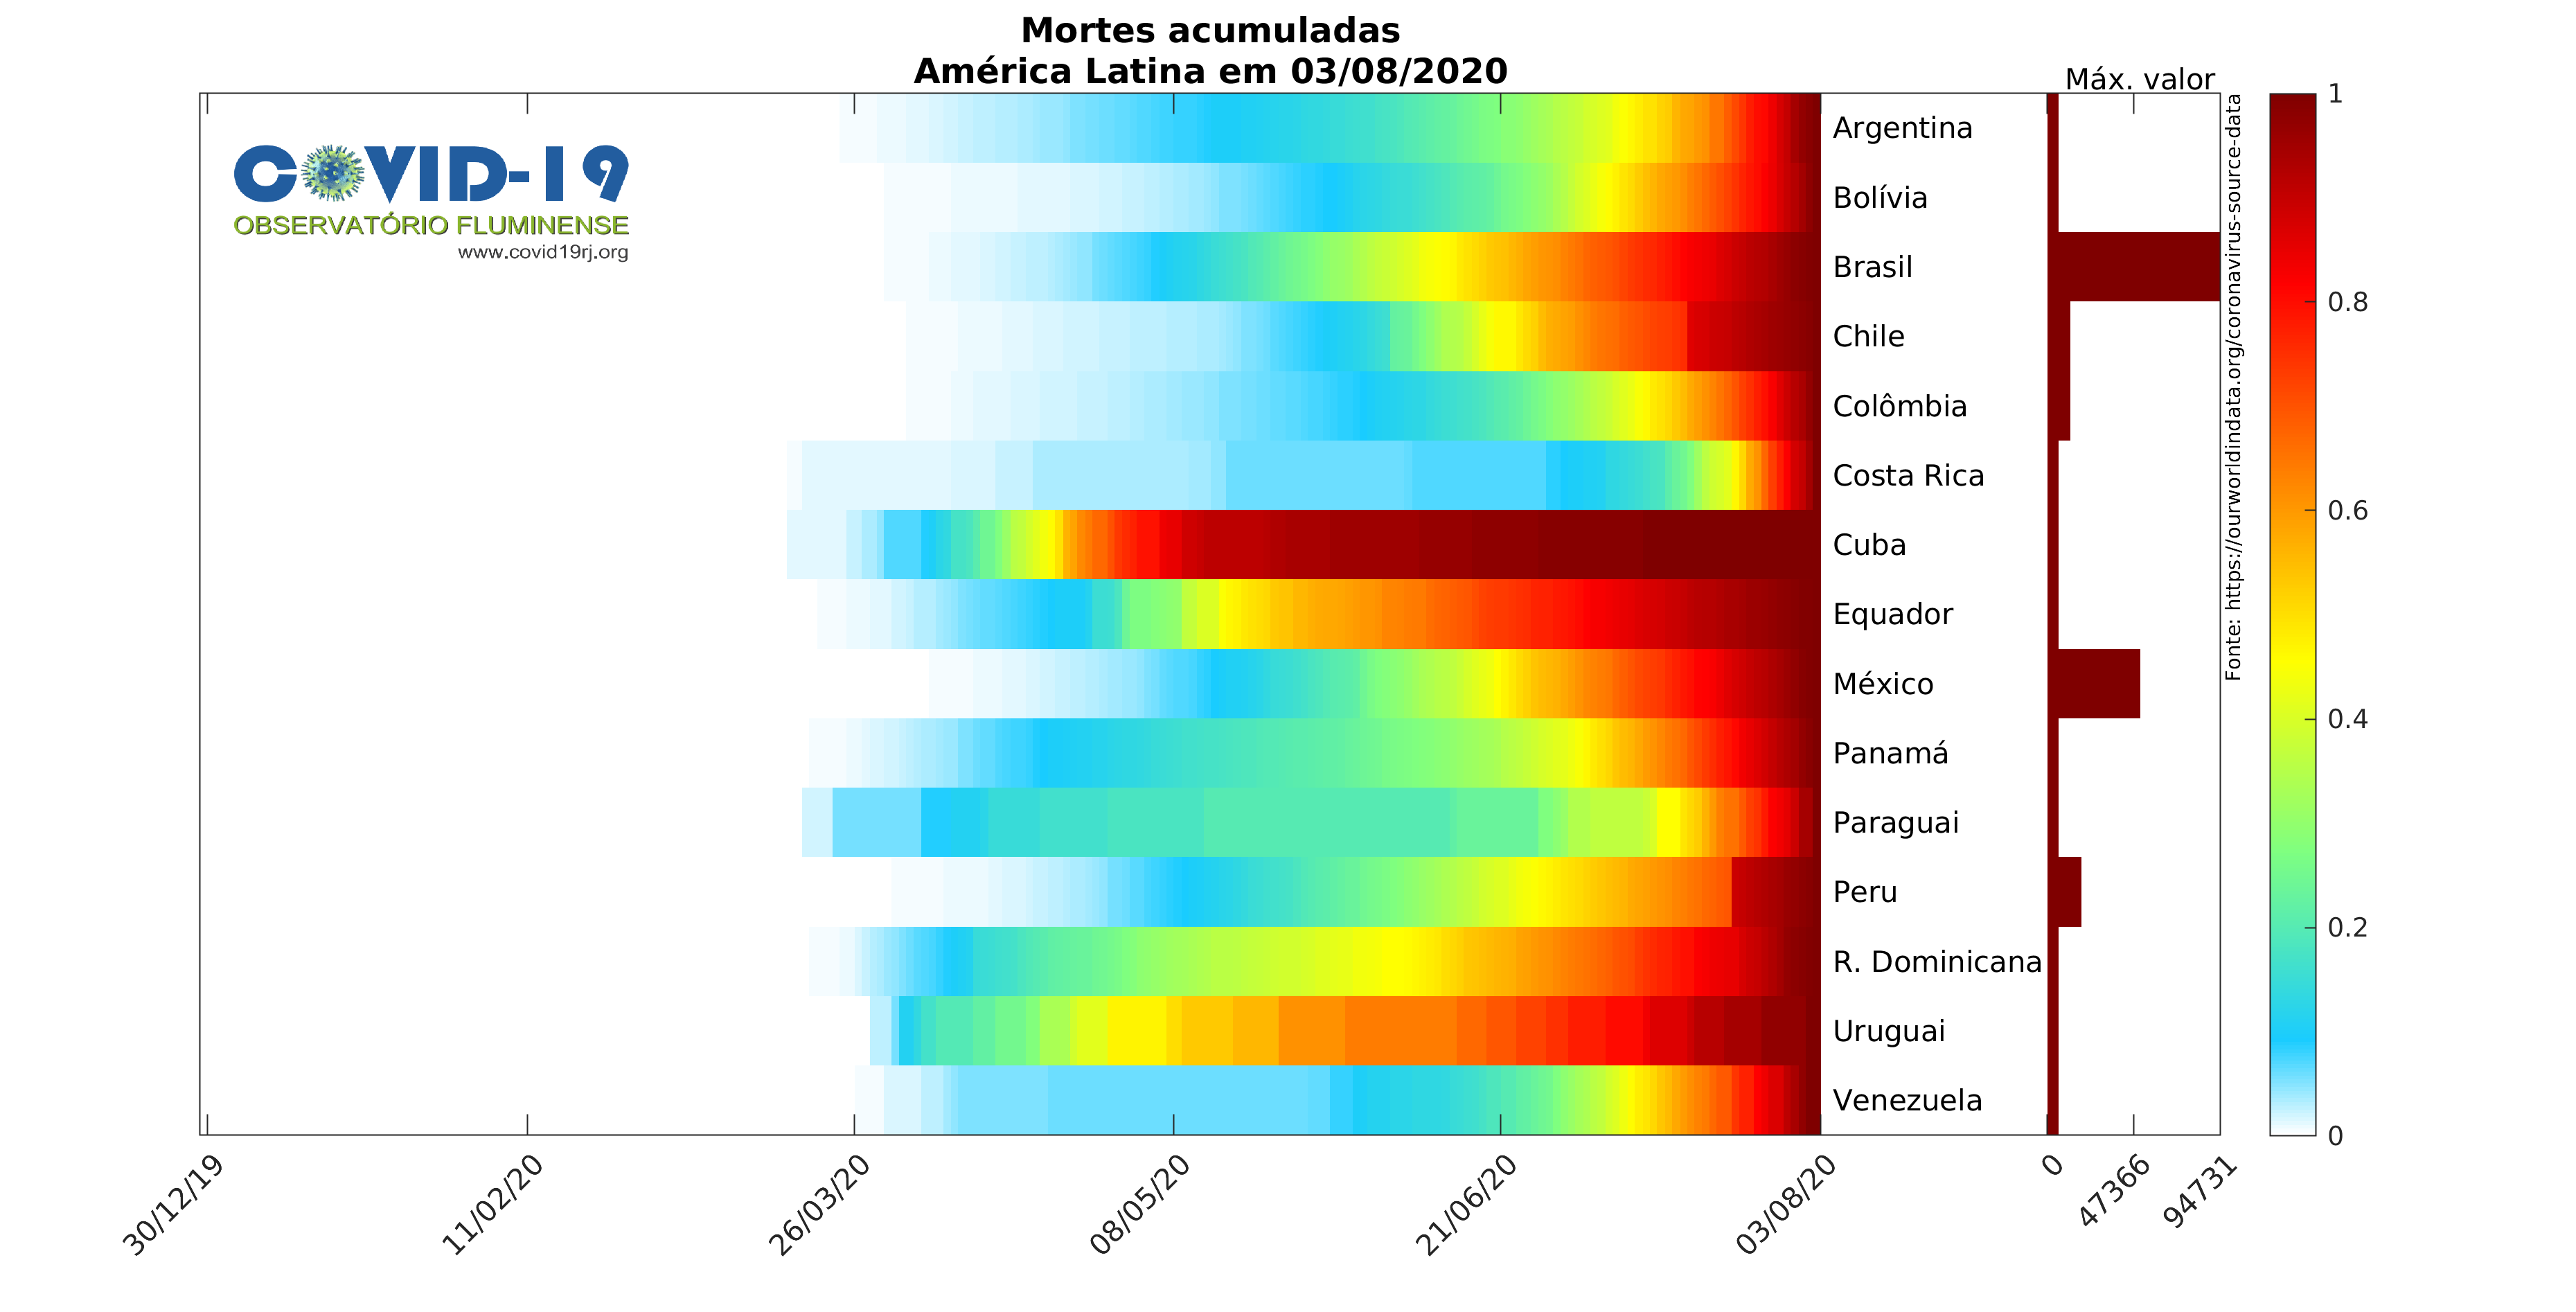 Mortes acumuladas
América Latina em 03/08/2020
Máx. valor
COVID-19
OBSERVATÓRIO FLUMINENSE
www.covid19rj.org
Argentina
Bolívia
Brasil
Chile
Colômbia
Costa Rica
Cuba
Equador
México
Panamá
Paraguai
Peru
R. Dominicana
Uruguai
Venezuela
Fonte: https://ourworldindata.org/coronavirus-source-data
1
0.8
0.6
0.4
0.2
0
30/12/19
11/02/20
26/03/20
08/05/20
21/06/20
03/08/20
0
47366
94731